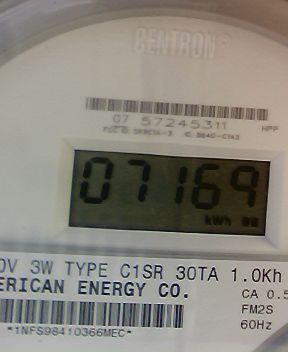 CENTRON
07 57245311
HPP
07169
kWh
0V 3W TYPE C1SR 30TA 1.0Kh
ERICAN ENERGY CO.
CA 0.5
FM2S
60Hz
*1NFS98410366MEC*